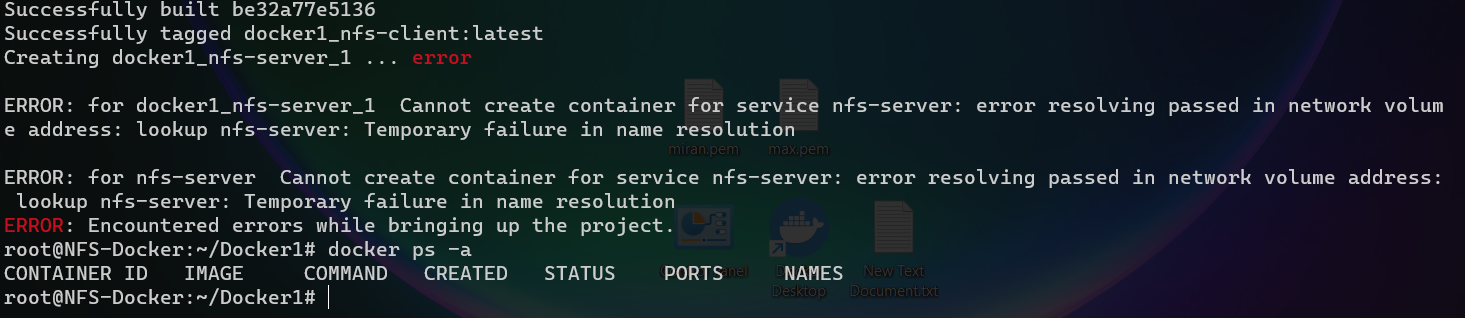 Successfully built be32a77e5136
Successfully tagged docker1_nfs-client:latest
Creating docker1_nfs-server_1 ... error
ERROR: for docker1_nfs-server_1  Cannot create container for service nfs-server: error resolving passed in network volum
e address: lookup nfs-server: Temporary failure in name resolution
miran.pem
max.pem
ERROR: for nfs-server  Cannot create container for service nfs-server: error resolving passed in network volume address:
 lookup nfs-server: Temporary failure in name resolution
ERROR: Encountered errors while bringing up the project.
root@NFS-Docker:~/Docker1# docker ps -a
CONTAINER ID   IMAGE     COMMAND   CREATED   STATUS    PORTS     NAMES
root@NFS-Docker:~/Docker1#
Desktop
New Text
Document.txt